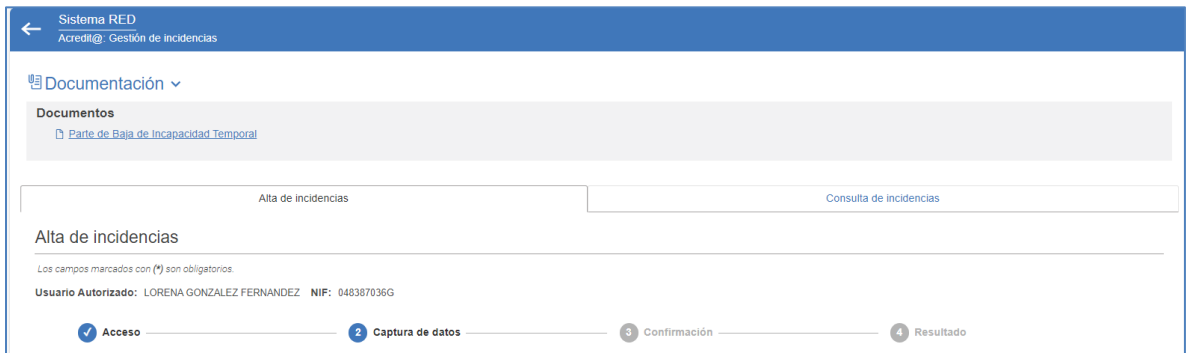 Sistema RED
Acredit@: Gestión de incidencias
Documentación
Documentos
Parte de Baja de Incapacidad Temporal
Alta de incidencias
Consulta de incidencias
Alta de incidencias
Los campos marcados con (*) son obligatorios.
Usuario Autorizado: LORENA GONZALEZ FERNANDEZ NIF: 048387036G
Acceso 2 Captura de datos 3 Confirmación 4 Resultado